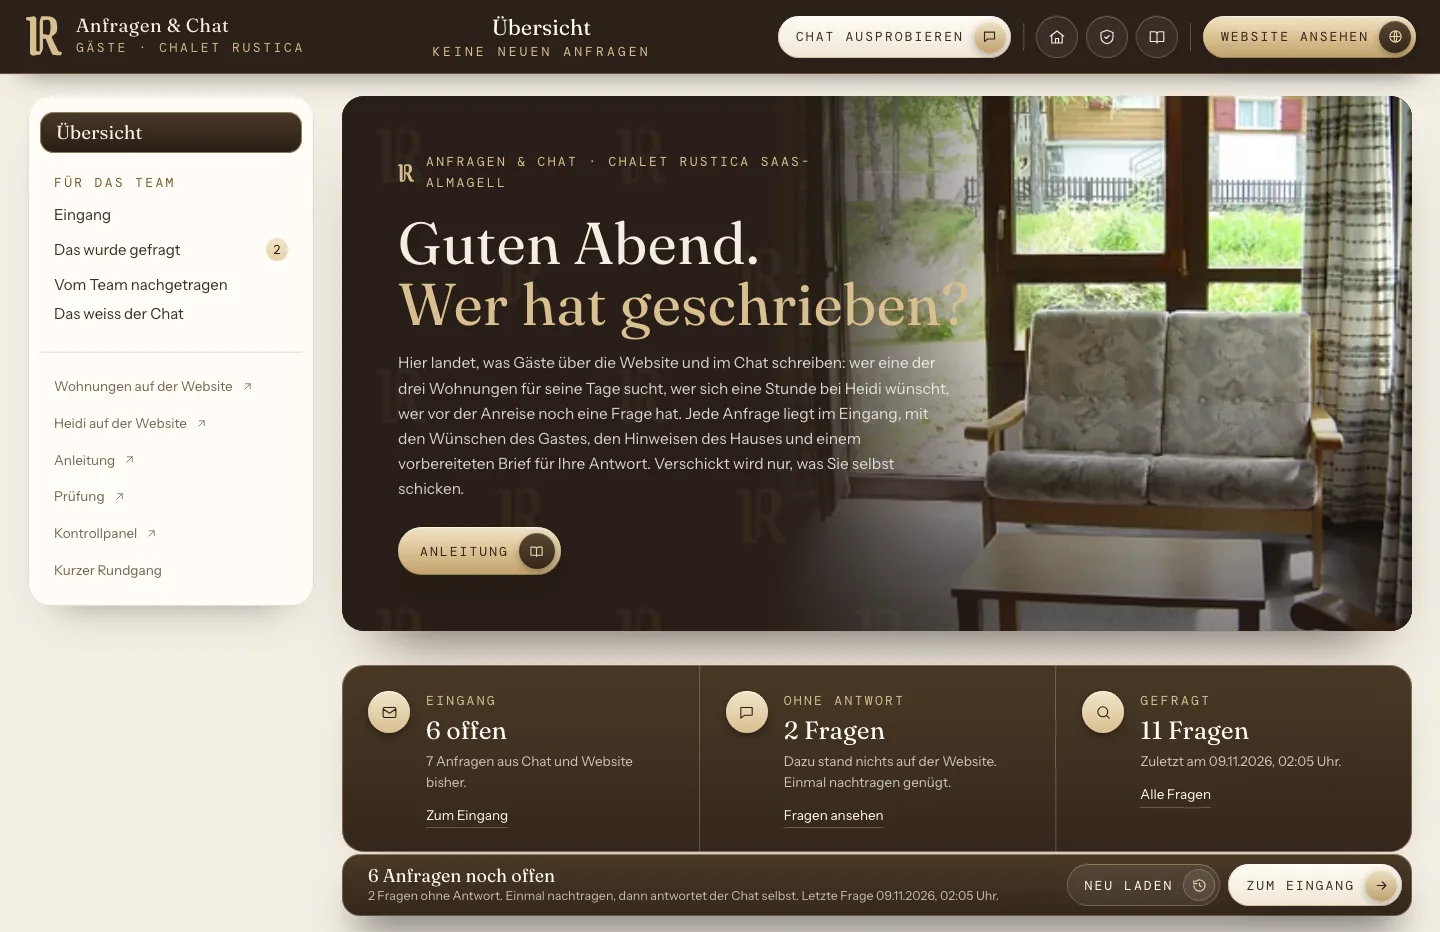 Anfragen & Chat
GÄSTE · CHALET RUSTICA
Übersicht
KEINE NEUEN ANFRAGEN
CHAT AUSPROBIEREN
WEBSITE ANSEHEN
Übersicht
FÜR DAS TEAM
Eingang
Das wurde gefragt 2
Vom Team nachgetragen
Das weiss der Chat
Wohnungen auf der Website
Heidi auf der Website
Anleitung
Prüfung
Kontrollpanel
Kurzer Rundgang
ANFRAGEN & CHAT · CHALET RUSTICA SAAS-
ALMAGELL
Guten Abend.
Wer hat geschrieben?
Hier landet, was Gäste über die Website und im Chat schreiben: wer eine der
drei Wohnungen für seine Tage sucht, wer sich eine Stunde bei Heidi wünscht,
wer vor der Anreise noch eine Frage hat. Jede Anfrage liegt im Eingang, mit
den Wünschen des Gastes, den Hinweisen des Hauses und einem
vorbereiteten Brief für Ihre Antwort. Verschickt wird nur, was Sie selbst
schicken.
ANLEITUNG
EINGANG
6 offen
7 Anfragen aus Chat und Website
bisher.
Zum Eingang
OHNE ANTWORT
2 Fragen
Dazu stand nichts auf der Website.
Einmal nachtragen genügt.
Fragen ansehen
GEFRAGT
11 Fragen
Zuletzt am 09.11.2026, 02:05 Uhr.
Alle Fragen
6 Anfragen noch offen
2 Fragen ohne Antwort. Einmal nachtragen, dann antwortet der Chat selbst. Letzte Frage 09.11.2026, 02:05 Uhr.
NEU LADEN
ZUM EINGANG